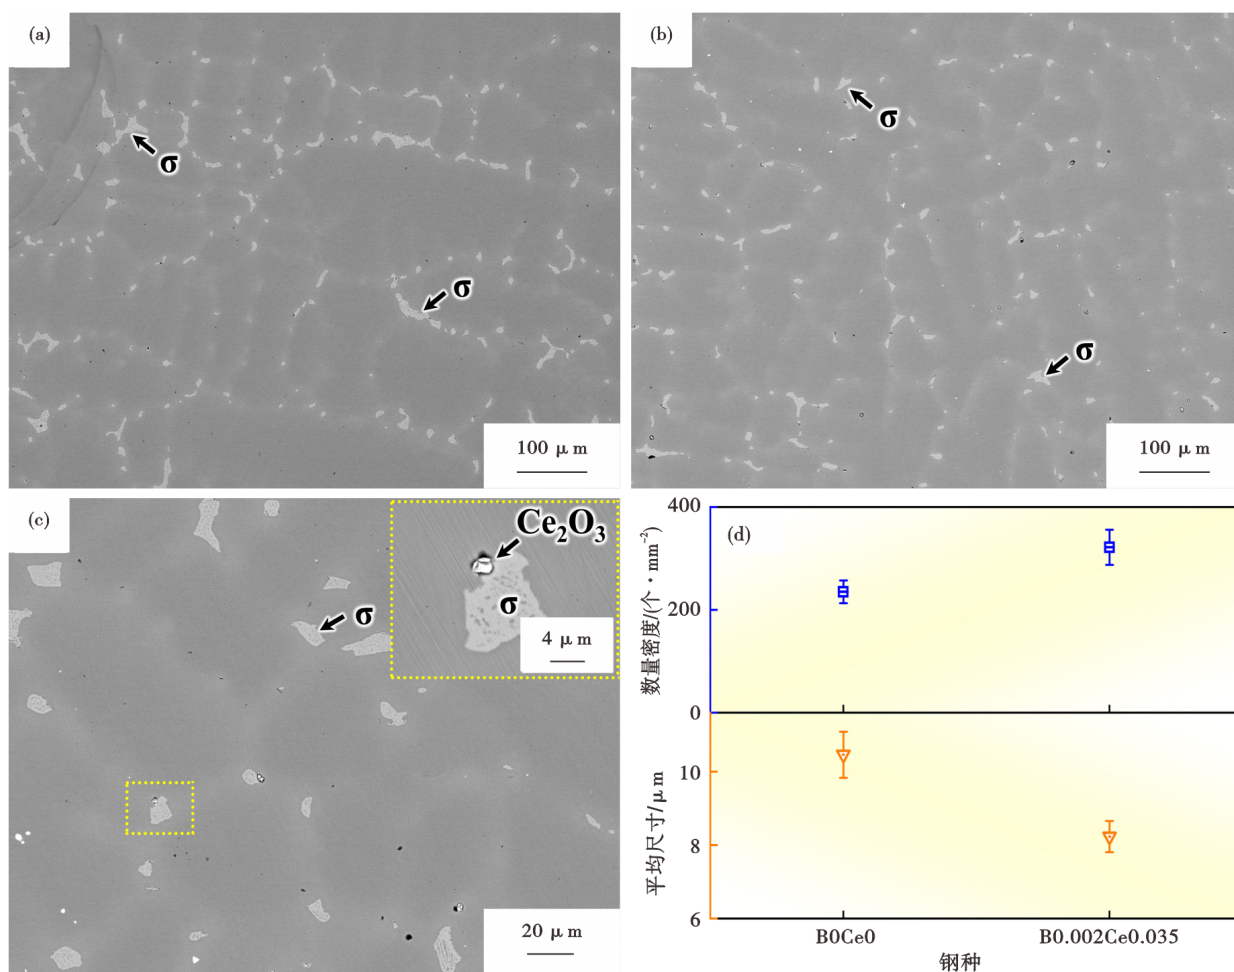 (a)
σ
σ
100 μm
(b)
σ
σ
100 μm
(c)
σ
Ce₂O₃
σ
4 μm
20 μm
(d)
数量密度/(个·mm⁻²)
400
200
0
平均尺寸/μm
10
8
6
B0Ce0
B0.002Ce0.035
钢种